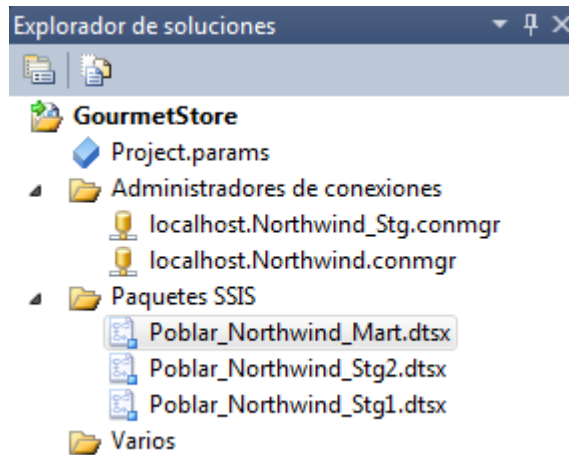 Explorador de soluciones
GourmetStore
Project.params
Administradores de conexiones
localhost.Northwind_Stg.conmgr
localhost.Northwind.conmgr
Paquetes SSIS
Poblar_Northwind_Mart.dtsx
Poblar_Northwind_Stg2.dtsx
Poblar_Northwind_Stg1.dtsx
Varios